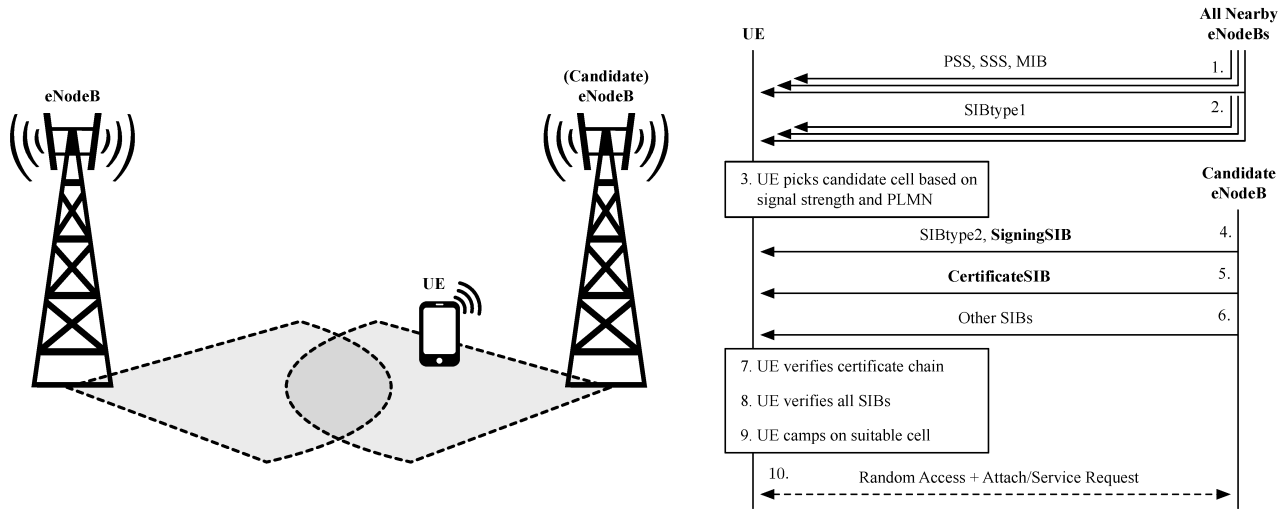 eNodeB
(Candidate)
eNodeB
UE
UE
All Nearby
eNodeBs
PSS, SSS, MIB
1.
SIBtype1
2.
3. UE picks candidate cell based on
signal strength and PLMN
Candidate
eNodeB
SIBtype2, SigningSIB
4.
CertificateSIB
5.
Other SIBs
6.
7. UE verifies certificate chain
8. UE verifies all SIBs
9. UE camps on suitable cell
10.
Random Access + Attach/Service Request